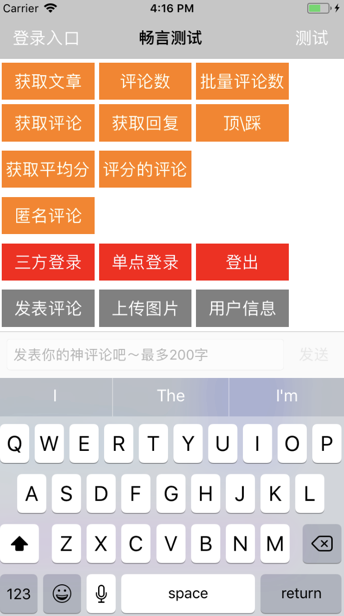 Carrier 4:16 PM
登录入口 畅言测试 测试
获取文章 评论数 批量评论数
获取评论 获取回复 顶\踩
获取平均分 评分的评论
匿名评论
三方登录 单点登录 登出
发表评论 上传图片 用户信息
发表你的神评论吧～最多200字 发送
I The I'm
Q W E R T Y U I O P
A S D F G H J K L
Z X C V B N M
123 space return